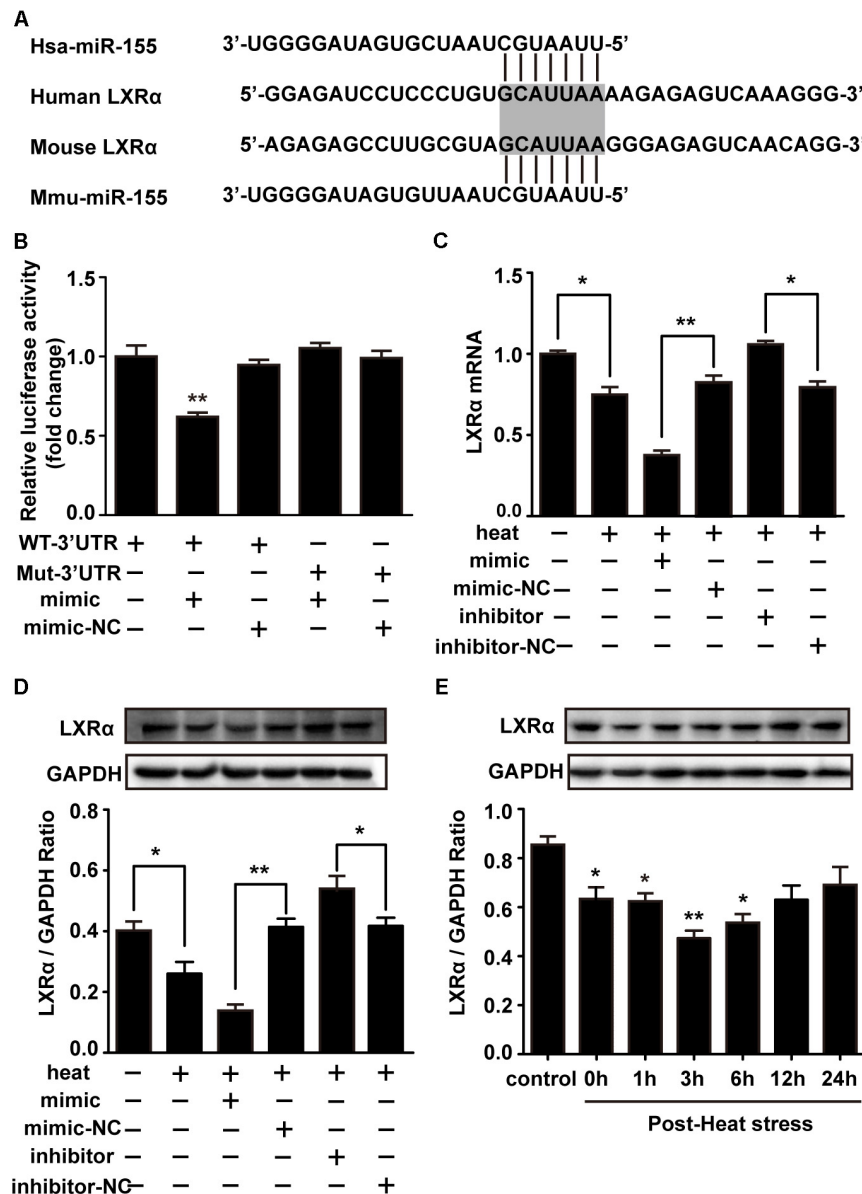 A
Hsa-miR-155 3'-UGGGGAUAGUGCUAAUCGUAAUU-5'
Human LXRα 5'-GGAGAUCCUCCCUGUGCAUUAAAAGAGAGUCAAAGGG-3'
Mouse LXRα 5'-AGAGAGCCUUGCGUAGCAUUAAGGGAGAGUCAACAGG-3'
Mmu-miR-155 3'-UGGGGAUAGUGUUAAUCGUAAUU-5'
B
Relative luciferase activity
(fold change)
1.5
1.0
0.5
0.0
**
WT-3'UTR + + + – –
Mut-3'UTR – – – + +
mimic – + – + –
mimic-NC – – + – +
C
LXRα mRNA
1.5
1.0
0.5
0.0
* ** *
heat – + + + + +
mimic – – + – – –
mimic-NC – – – + – –
inhibitor – – – – + –
inhibitor-NC – – – – – +
D
LXRα
GAPDH
LXRα / GAPDH Ratio
0.8
0.6
0.4
0.2
0.0
* ** *
heat – + + + + +
mimic – – + – – –
mimic-NC – – – + – –
inhibitor – – – – + –
inhibitor-NC – – – – – +
E
LXRα
GAPDH
LXRα / GAPDH Ratio
1.0
0.8
0.6
0.4
0.2
0.0
* * ** *
control 0h 1h 3h 6h 12h 24h
Post-Heat stress